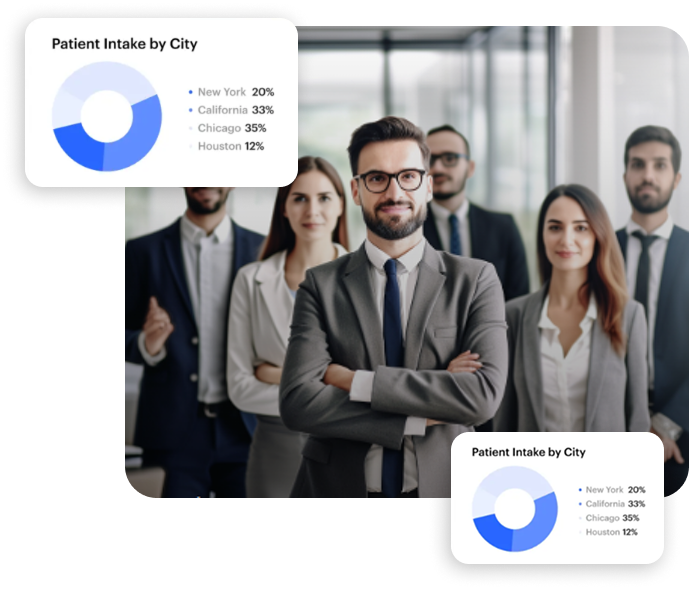 Patient Intake by City
New York 20%
California 33%
Chicago 35%
Houston 12%
Patient Intake by City
New York 20%
California 33%
Chicago 35%
Houston 12%